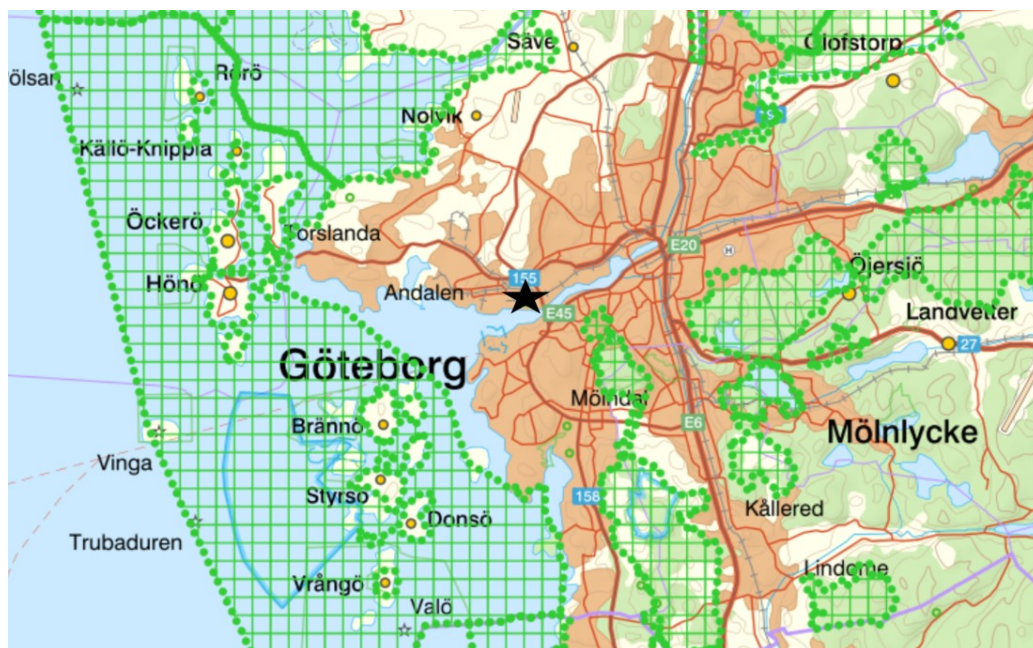 Säve
Olofstorp
ölsan
Rörö
Nolvik
Källö-Knippla
Öckerö
Torslanda
E20
H
Öjersjö
Hönö
Andalen
155
E45
Landvetter
27
Göteborg
Mölndal
Brännö
E6
Mölnlycke
Vinga
Styrsö
158
Kållered
Donsö
Trubaduren
Lindome
Vrångö
Valö